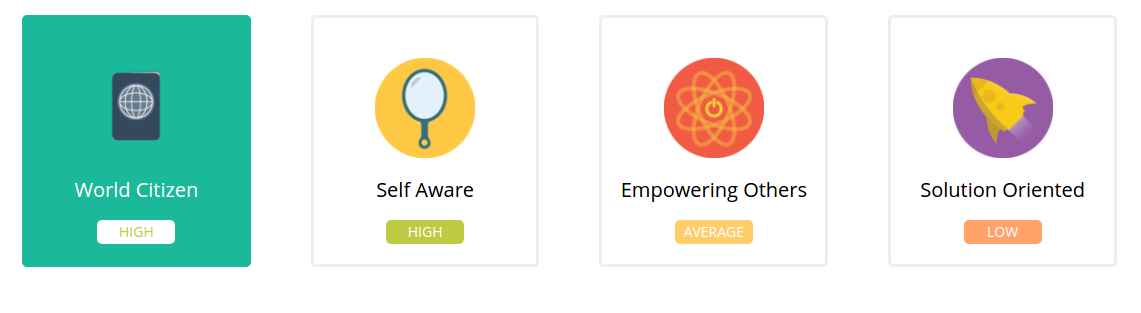 World Citizen
HIGH
Self Aware
HIGH
Empowering Others
AVERAGE
Solution Oriented
LOW